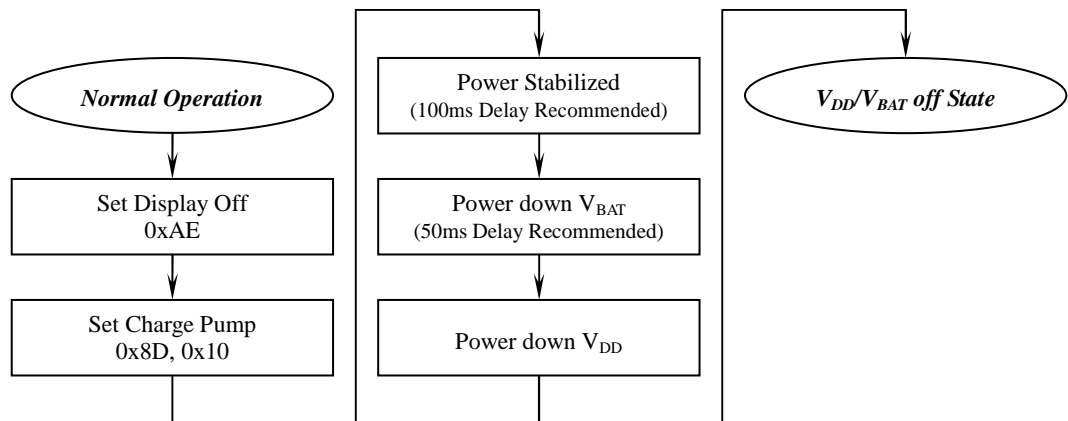 Normal Operation
Set Display Off
0xAE
Set Charge Pump
0x8D, 0x10
Power Stabilized
(100ms Delay Recommended)
Power down VBAT
(50ms Delay Recommended)
Power down VDD
VDD/VBAT off State